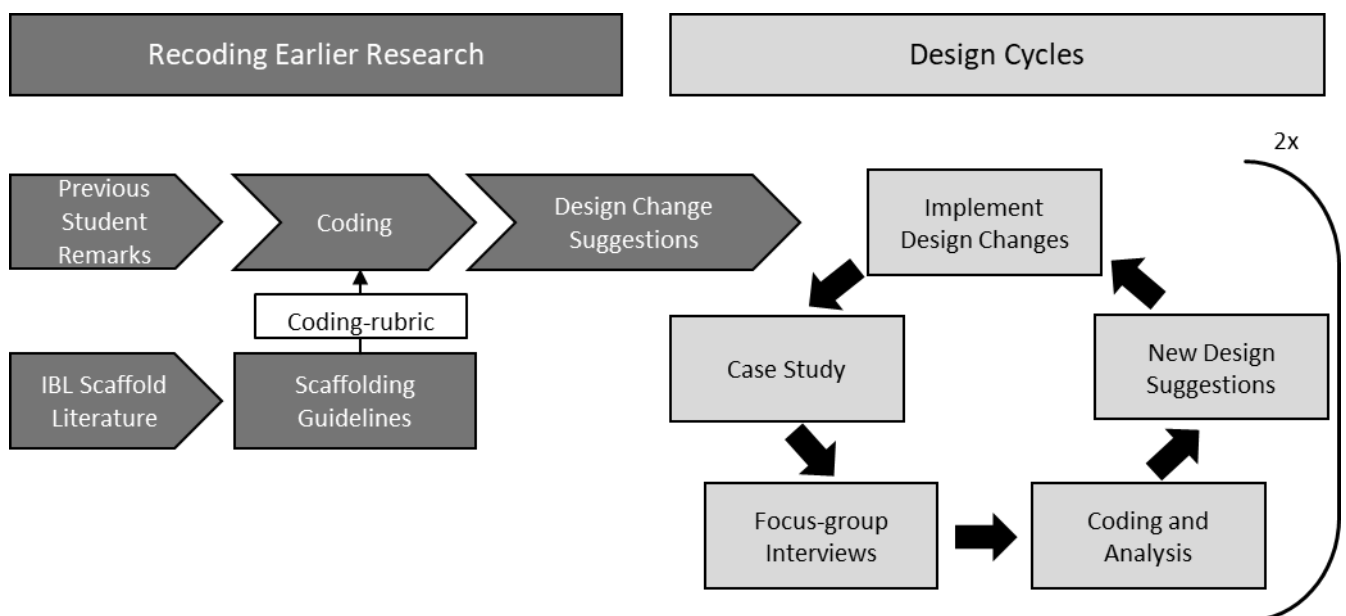 Recoding Earlier Research
Design Cycles
2x
Previous
Student
Remarks
Coding
Design Change
Suggestions
Implement
Design Changes
Coding-rubric
Case Study
New Design
Suggestions
IBL Scaffold
Literature
Scaffolding
Guidelines
Focus-group
Interviews
Coding and
Analysis